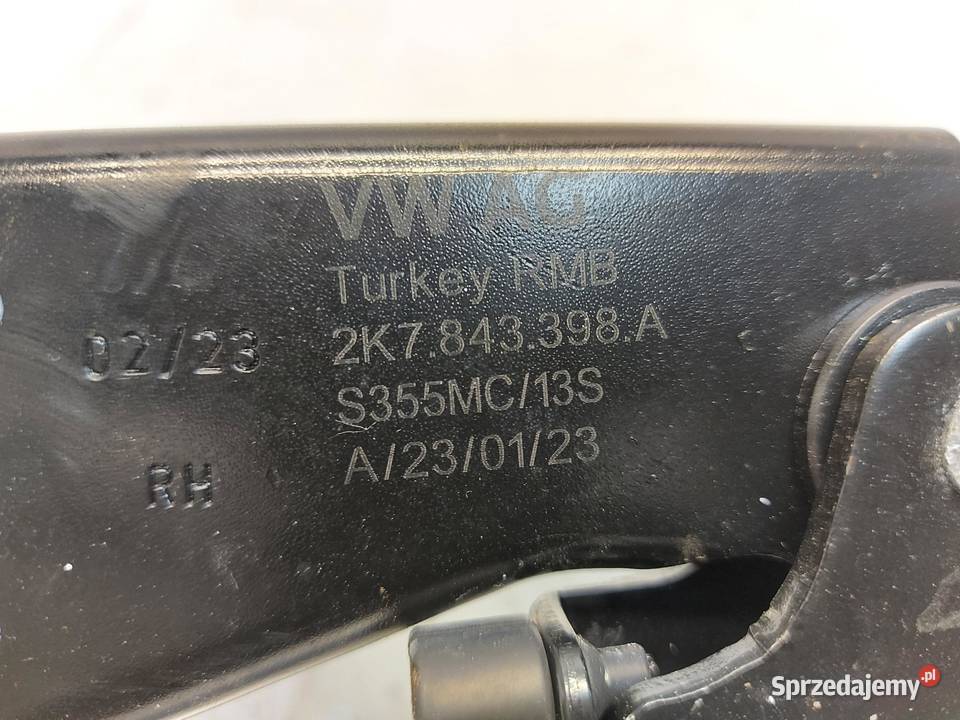 VW AG
Turkey RMB
2K7.843.398.A
S355MC/13S
A/23/01/23
02/23
RH
Sprzedajemy.pl